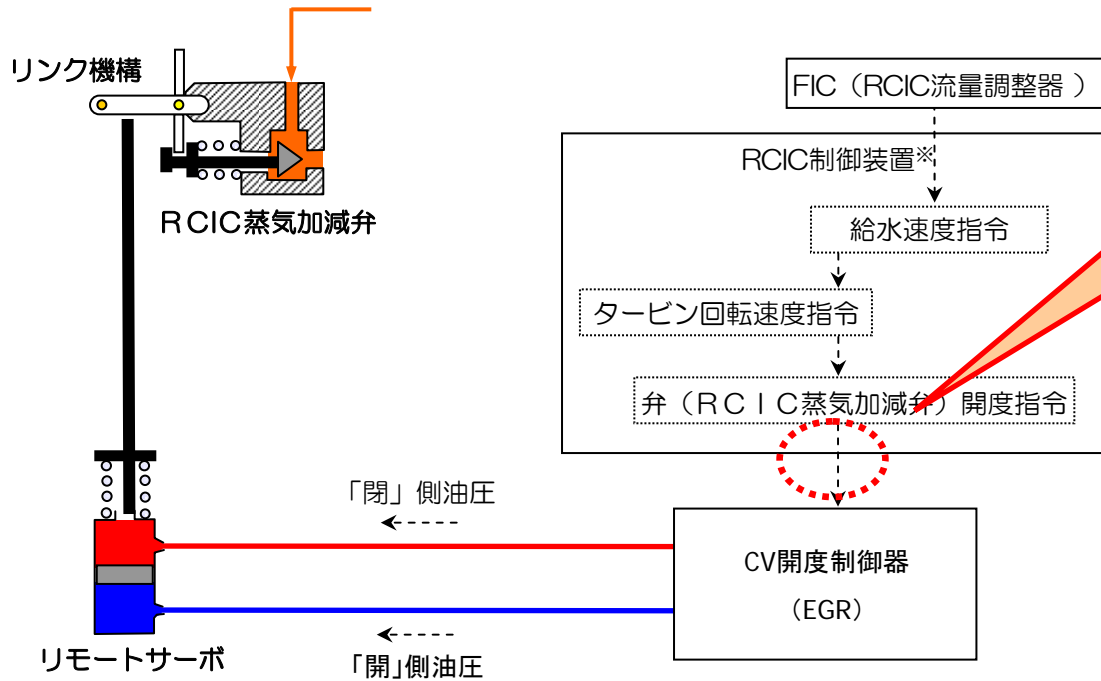 リンク機構
FIC（RCIC流量調整器 ）
RCIC制御装置※
ＲCIC蒸気加減弁
給水速度指令
タービン回転速度指令
弁（ＲＣＩＣ蒸気加減弁）開度指令
「閉」側油圧
CV開度制御器
（EGR）
リモートサーボ
「開」側油圧